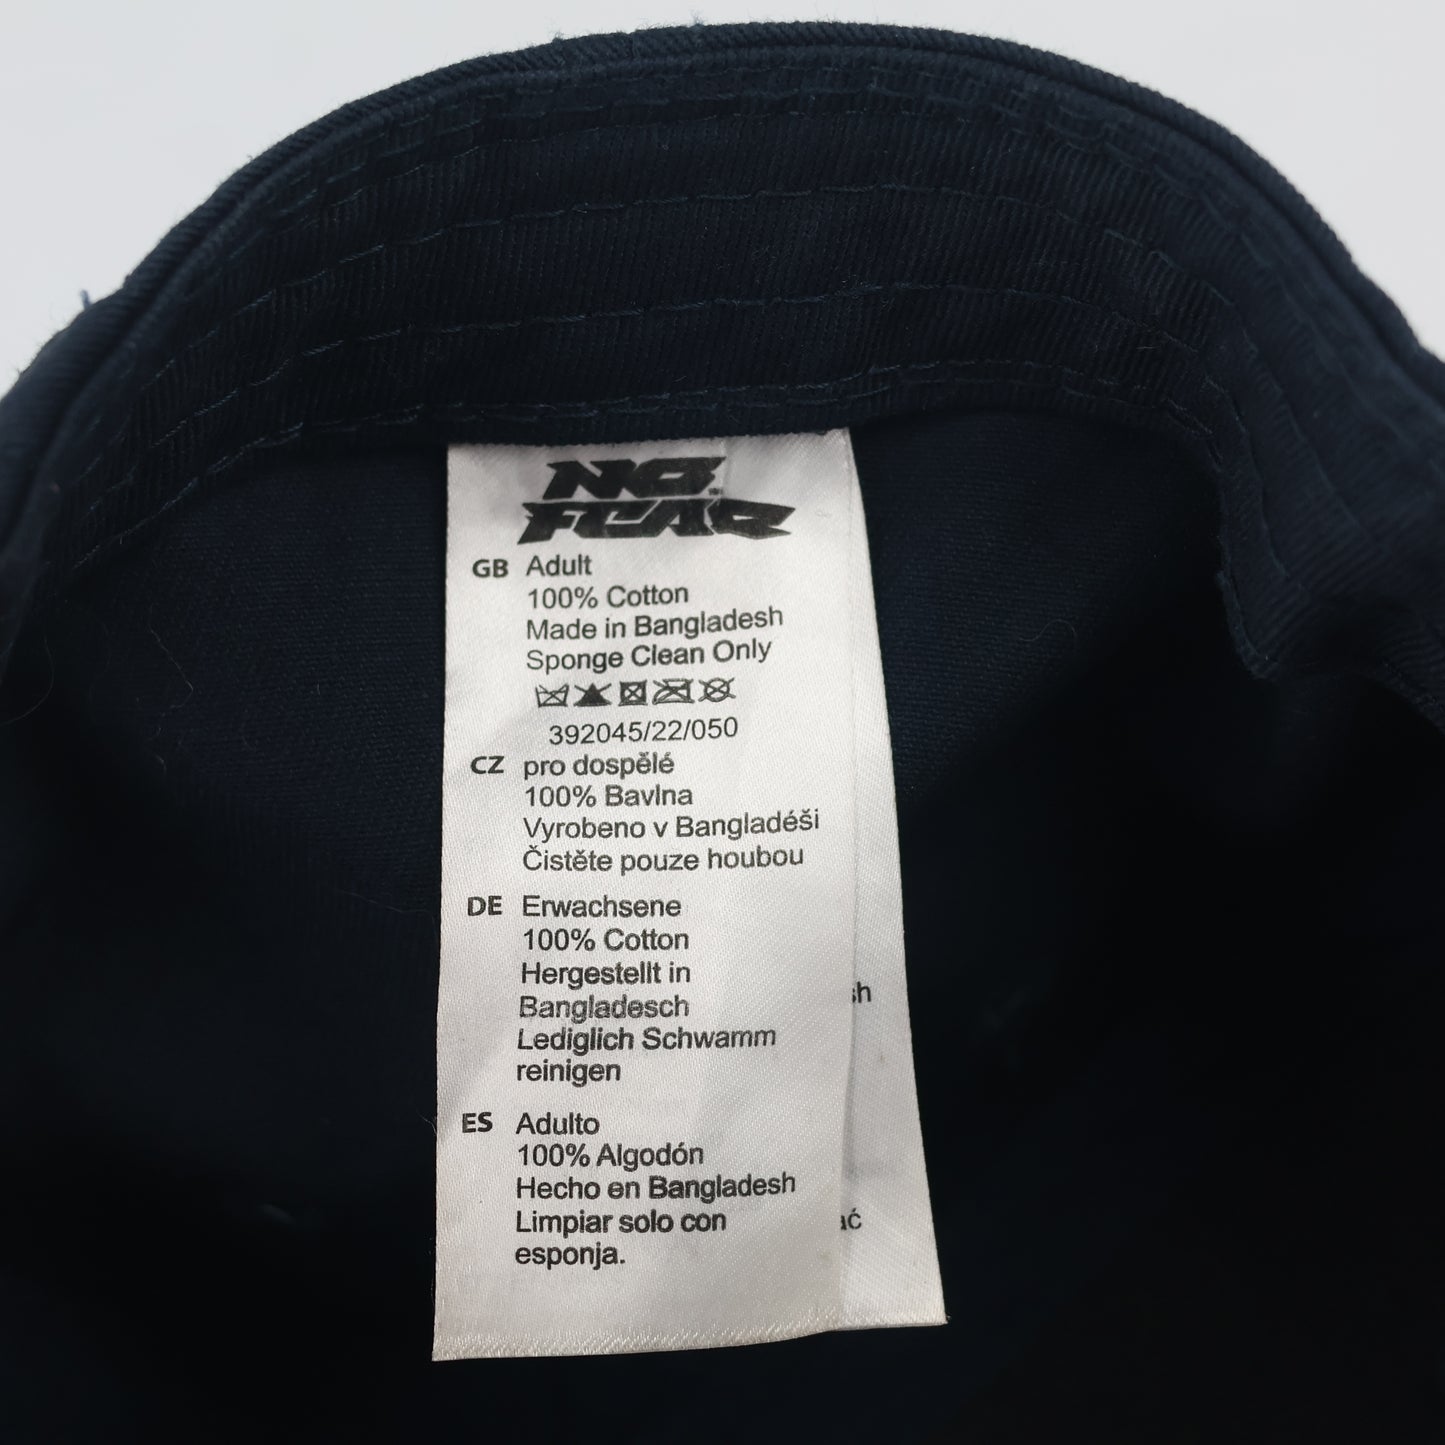 NO
FEAR
GB Adult
100% Cotton
Made in Bangladesh
Sponge Clean Only
392045/22/050
CZ pro dospělé
100% Bavlna
Vyrobeno v Bangladéši
Čistěte pouze houbou
DE Erwachsene
100% Cotton
Hergestellt in
Bangladesch
Lediglich Schwamm
reinigen
ES Adulto
100% Algodón
Hecho en Bangladesh
Limpiar solo con
esponja.